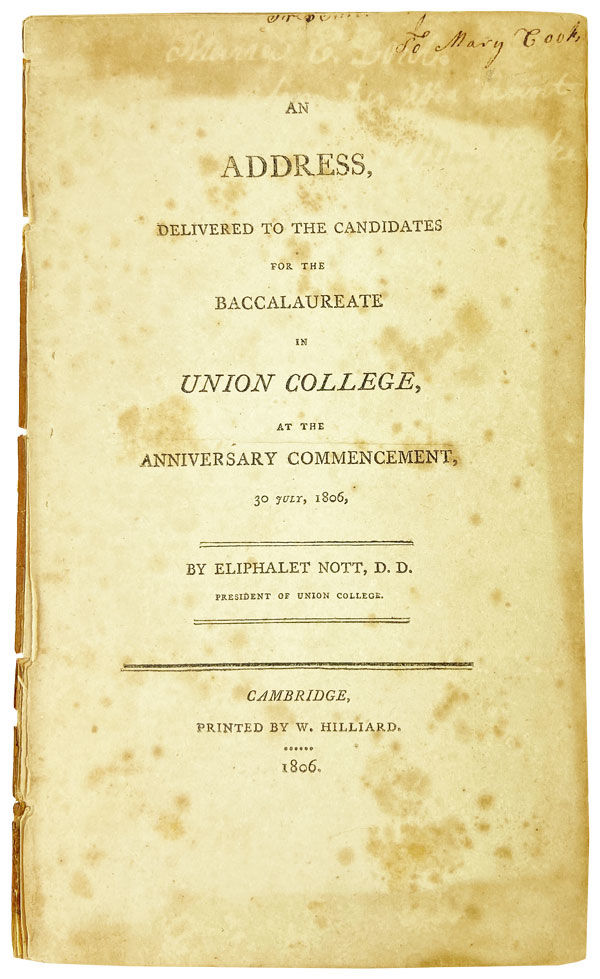 To Mary Cook
AN
ADDRESS,
DELIVERED TO THE CANDIDATES
FOR THE
BACCALAUREATE
IN
UNION COLLEGE,
AT THE
ANNIVERSARY COMMENCEMENT,
30 JULY, 1806,
BY ELIPHALET NOTT, D. D.
PRESIDENT OF UNION COLLEGE.
CAMBRIDGE,
PRINTED BY W. HILLIARD.
1806.